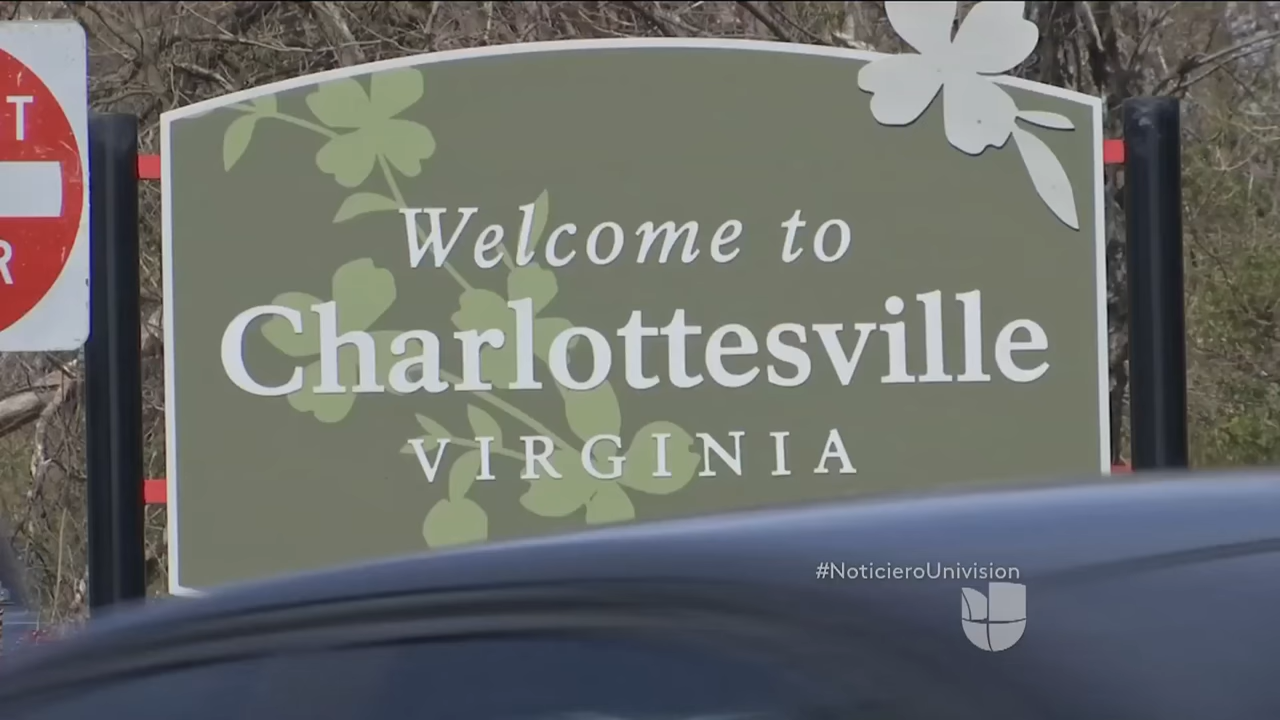 T
R
Welcome to
Charlottesville
VIRGINIA
#NoticieroUnivision